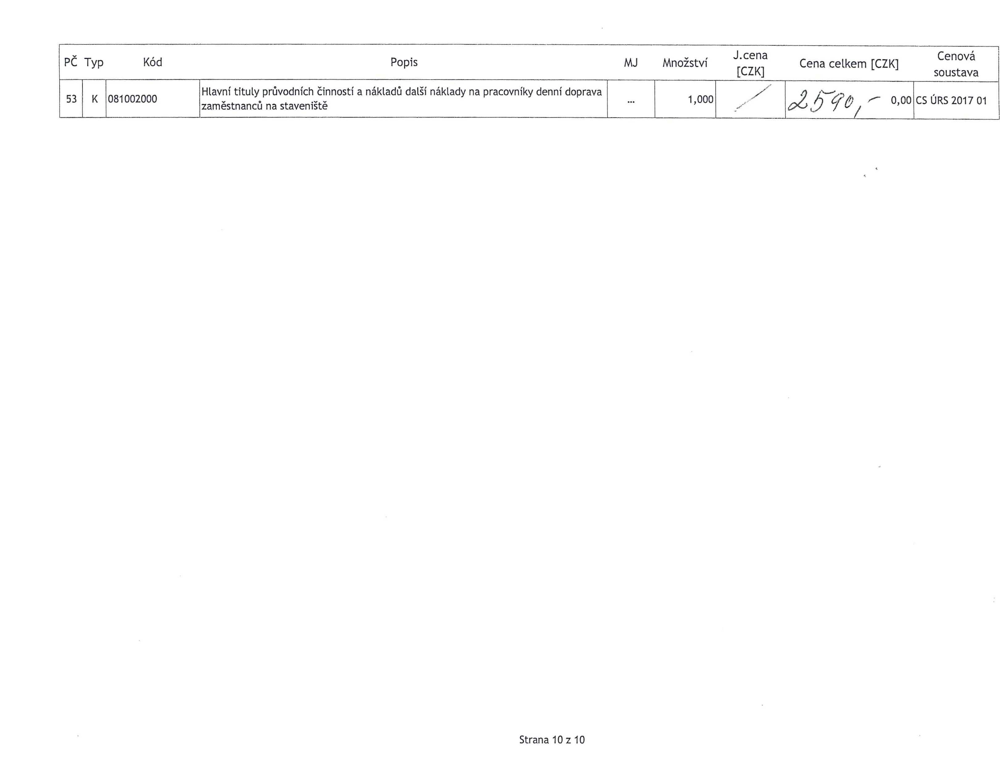 PČ Typ Kód Popis MJ Množství J.cena [CZK] Cena celkem [CZK] Cenová soustava
53 K 081002000 Hlavní tituly průvodních činností a nákladů další náklady na pracovníky denní doprava ... 1,000 / 2590,- 0,00 CS ÚRS 2017 01
zaměstnanců na staveniště
Strana 10 z 10